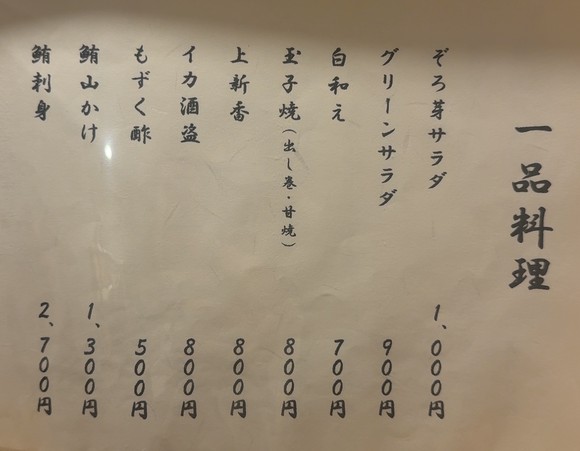 一品料理
ぞろ芽サラダ 1,000円
グリーンサラダ 900円
白和え 700円
玉子焼(出し巻・甘焼) 800円
上新香 800円
イカ酒盗 800円
もずく酢 500円
鮪山かけ 1,300円
鮪刺身 2,700円